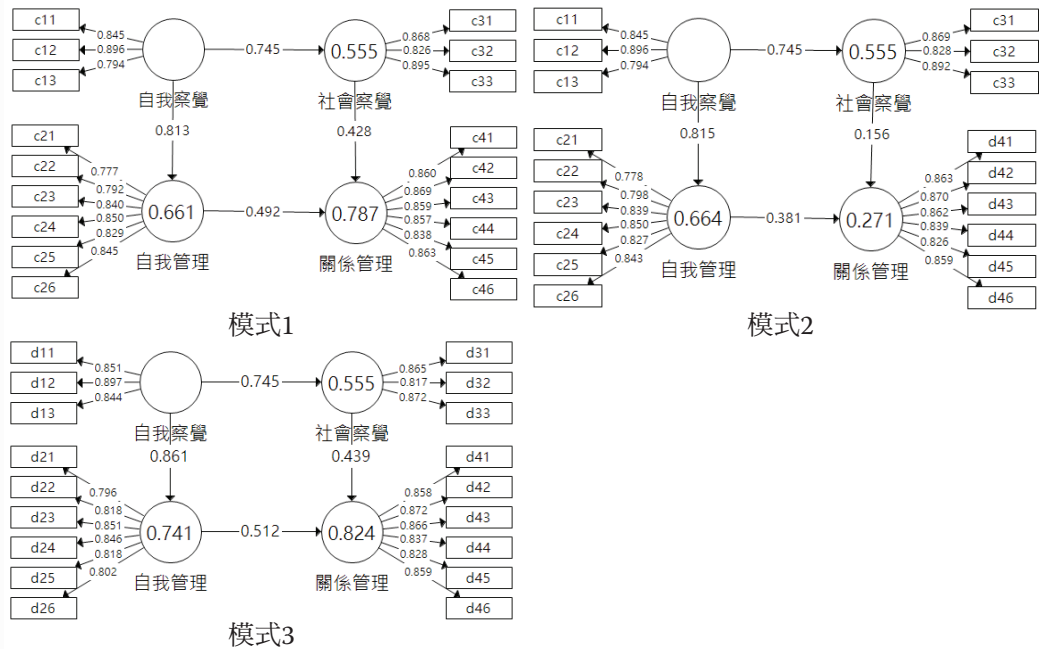 c11
c12
c13
0.845
0.896
0.794
0.745
0.555
0.868
0.826
0.895
c31
c32
c33
自我察覺
社會察覺
0.813
0.428
c21
c22
c23
c24
c25
c26
0.777
0.792
0.840
0.850
0.829
0.845
0.661
0.492
0.787
0.860
0.869
0.859
0.857
0.838
0.863
c41
c42
c43
c44
c45
c46
自我管理
關係管理
模式1
c11
c12
c13
0.845
0.896
0.794
0.745
0.555
0.869
0.828
0.892
c31
c32
c33
自我察覺
社會察覺
0.815
0.156
c21
c22
c23
c24
c25
c26
0.778
0.798
0.839
0.850
0.827
0.843
0.664
0.381
0.271
0.863
0.870
0.862
0.839
0.826
0.859
d41
d42
d43
d44
d45
d46
自我管理
關係管理
模式2
d11
d12
d13
0.851
0.897
0.844
0.745
0.555
0.865
0.817
0.872
d31
d32
d33
自我察覺
社會察覺
0.861
0.439
d21
d22
d23
d24
d25
d26
0.796
0.818
0.851
0.846
0.818
0.802
0.741
0.512
0.824
0.858
0.872
0.866
0.837
0.828
0.859
d41
d42
d43
d44
d45
d46
自我管理
關係管理
模式3